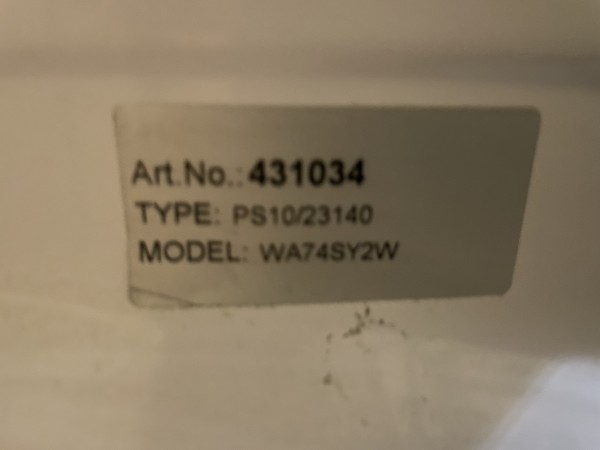 Art.No.: 431034
TYPE: PS10/23140
MODEL: WA74SY2W